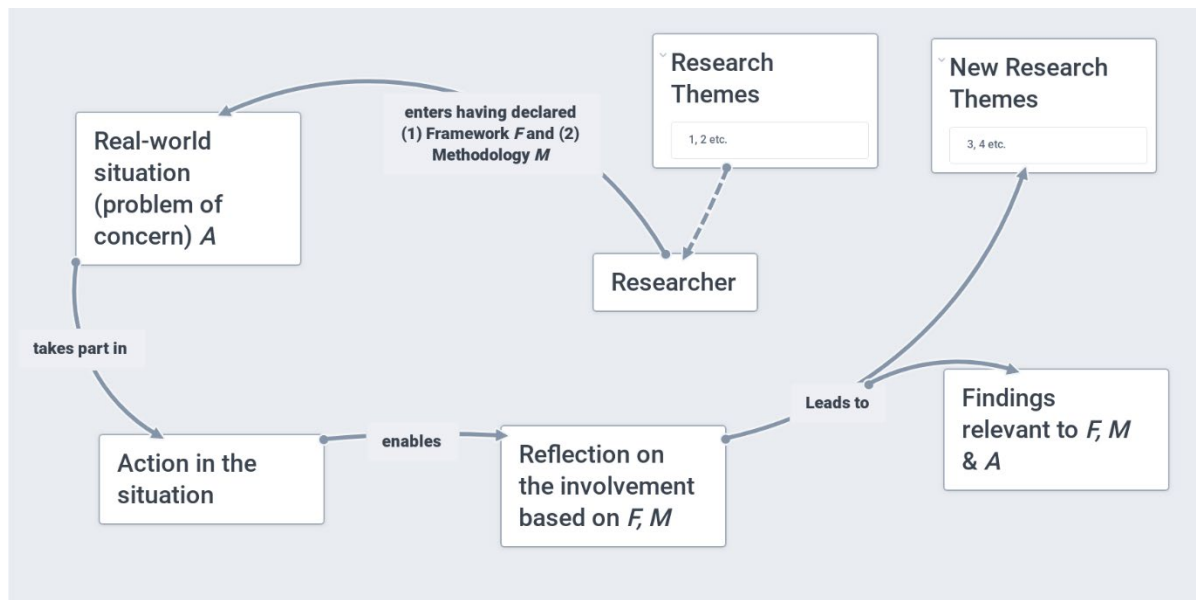 Research
Themes
1, 2 etc.
New Research
Themes
3, 4 etc.
enters having declared
(1) Framework F and (2)
Methodology M
Real-world
situation
(problem of
concern) A
Researcher
takes part in
Leads to
Findings
relevant to F, M
& A
enables
Action in the
situation
Reflection on
the involvement
based on F, M